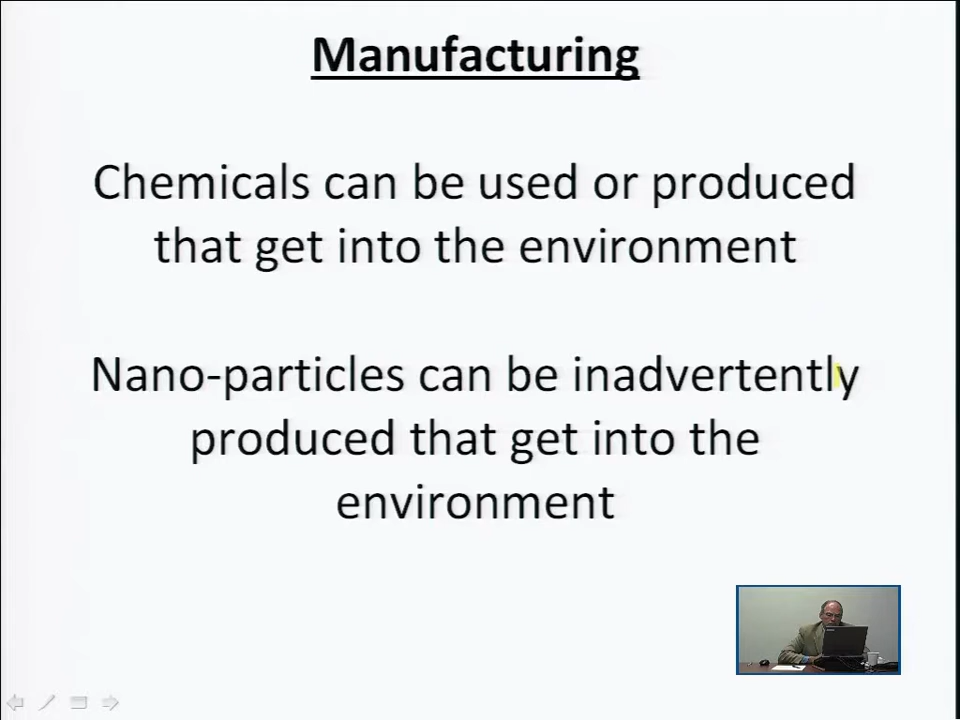 Manufacturing
Chemicals can be used or produced
that get into the environment
Nano-particles can be inadvertently
produced that get into the
environment